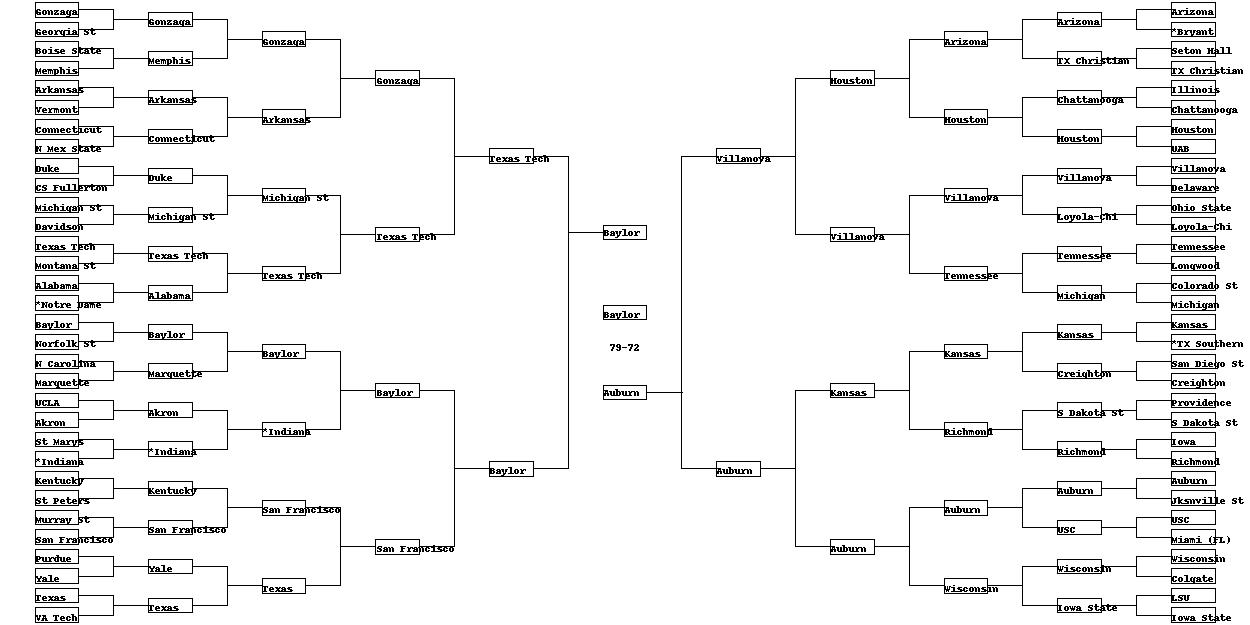 Gonzaga
Georgia St
Boise State
Memphis
Arkansas
Vermont
Connecticut
N Mex State
Duke
CS Fullerton
Michigan St
Davidson
Texas Tech
Montana St
Alabama
*Notre Dame
Baylor
Norfolk St
N Carolina
Marquette
UCLA
Akron
St Marys
*Indiana
Kentucky
St Peters
Murray St
San Francisco
Purdue
Yale
Texas
VA Tech
Gonzaga
Memphis
Arkansas
Connecticut
Duke
Michigan St
Texas Tech
Alabama
Baylor
Marquette
Akron
*Indiana
Kentucky
San Francisco
Yale
Texas
Gonzaga
Arkansas
Michigan St
Texas Tech
Baylor
*Indiana
San Francisco
Texas
Gonzaga
Texas Tech
Baylor
San Francisco
Texas Tech
Baylor
Baylor
Baylor
79-72
Auburn
Villanova
Auburn
Houston
Villanova
Kansas
Auburn
Arizona
Houston
Villanova
Tennessee
Kansas
Richmond
Auburn
Wisconsin
Arizona
TX Christian
Chattanooga
Houston
Villanova
Loyola-Chi
Tennessee
Michigan
Kansas
Creighton
S Dakota St
Richmond
Auburn
USC
Wisconsin
Iowa State
Arizona
*Bryant
Seton Hall
TX Christian
Illinois
Chattanooga
Houston
UAB
Villanova
Delaware
Ohio State
Loyola-Chi
Tennessee
Longwood
Colorado St
Michigan
Kansas
*TX Southern
San Diego St
Creighton
Providence
S Dakota St
Iowa
Richmond
Auburn
Jksnville St
USC
Miami (FL)
Wisconsin
Colgate
LSU
Iowa State